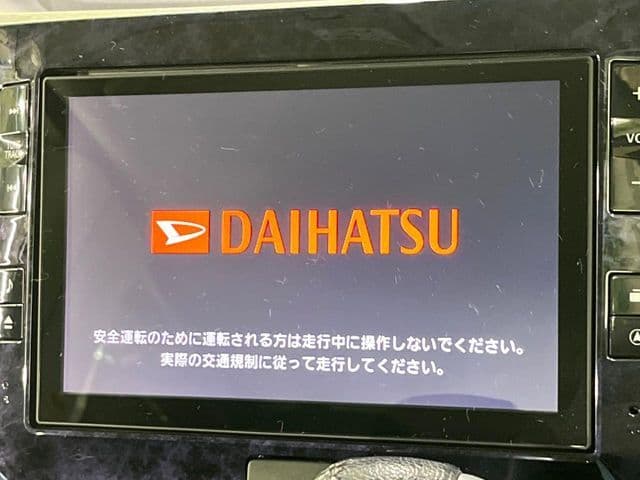 DAIHATSU
安全運転のために運転される方は走行中に操作しないでください。
実際の交通規制に従って走行してください。
TRACK